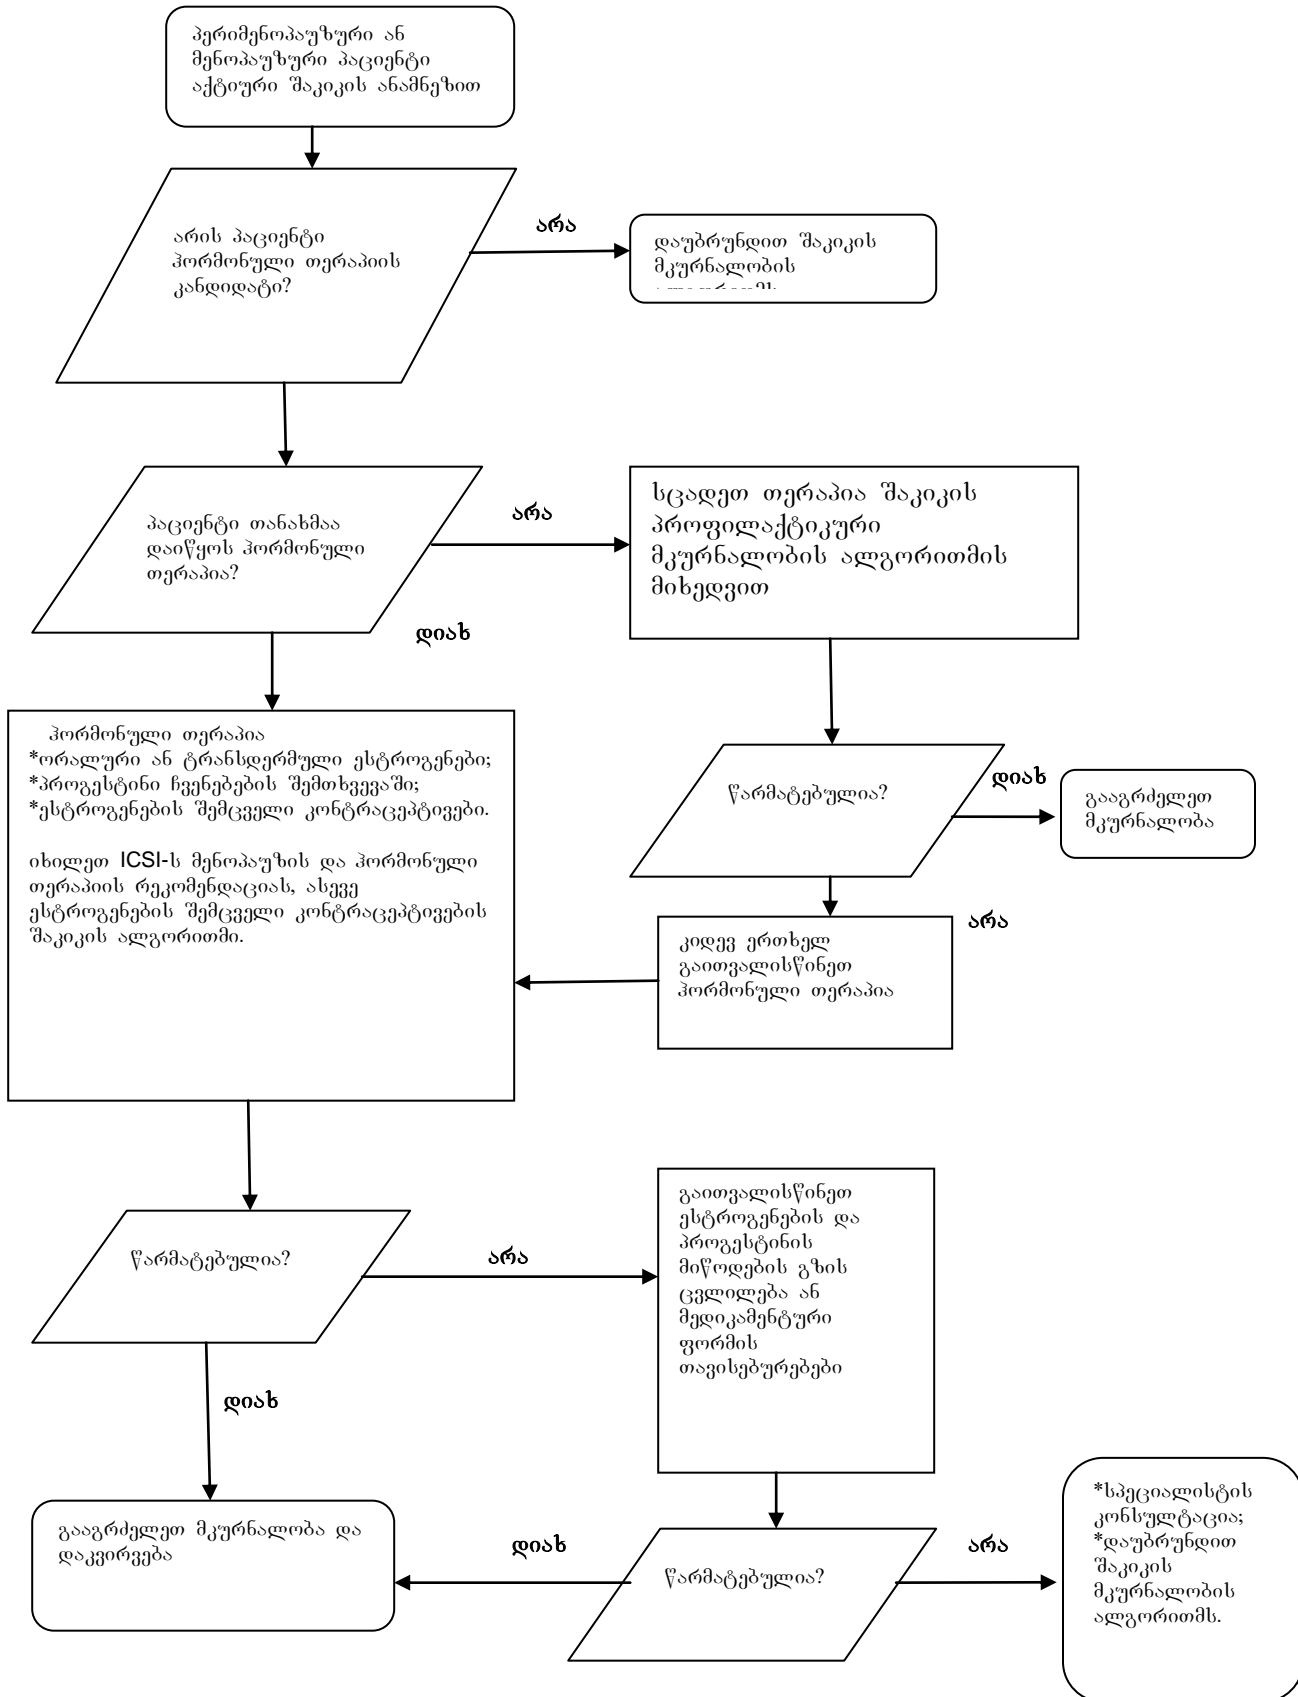 პერიმენოპაუზური ან
მენოპაუზური პაციენტი
აქტიური შაკიკის ანამნეზით
არის პაციენტი
ჰორმონული თერაპიის
კანდიდატი?
არა
დაუბრუნდით შაკიკის
მკურნალობის
პაციენტი თანახმაა
დაიწყოს ჰორმონული
თერაპია?
არა
სცადეთ თერაპია შაკიკის
პროფილაქტიკური
მკურნალობის ალგორითმის
მიხედვით
დიახ
ჰორმონული თერაპია
*ორალური ან ტრანსდერმული ესტროგენები;
*პროგესტინი ჩვენებების შემთხვევაში;
*ესტროგენების შემცველი კონტრაცეპტივები.
იხილეთ ICSI-ს მენოპაუზის და ჰორმონული
თერაპიის რეკომენდაციას, ასევე
ესტროგენების შემცველი კონტრაცეპტივების
შაკიკის ალგორითმი.
წარმატებულია?
დიახ
გააგრძელეთ
მკურნალობა
არა
კიდევ ერთხელ
გაითვალისწინეთ
ჰორმონული თერაპია
წარმატებულია?
არა
გაითვალისწინეთ
ესტროგენების და
პროგესტინის
მიწოდების გზის
ცვლილება ან
მედიკამენტური
ფორმის
თავისებურებები
დიახ
გააგრძელეთ მკურნალობა და
დაკვირვება
დიახ
წარმატებულია?
არა
*სპეციალისტის
კონსულტაცია;
*დაუბრუნდით
შაკიკის
მკურნალობის
ალგორითმს.